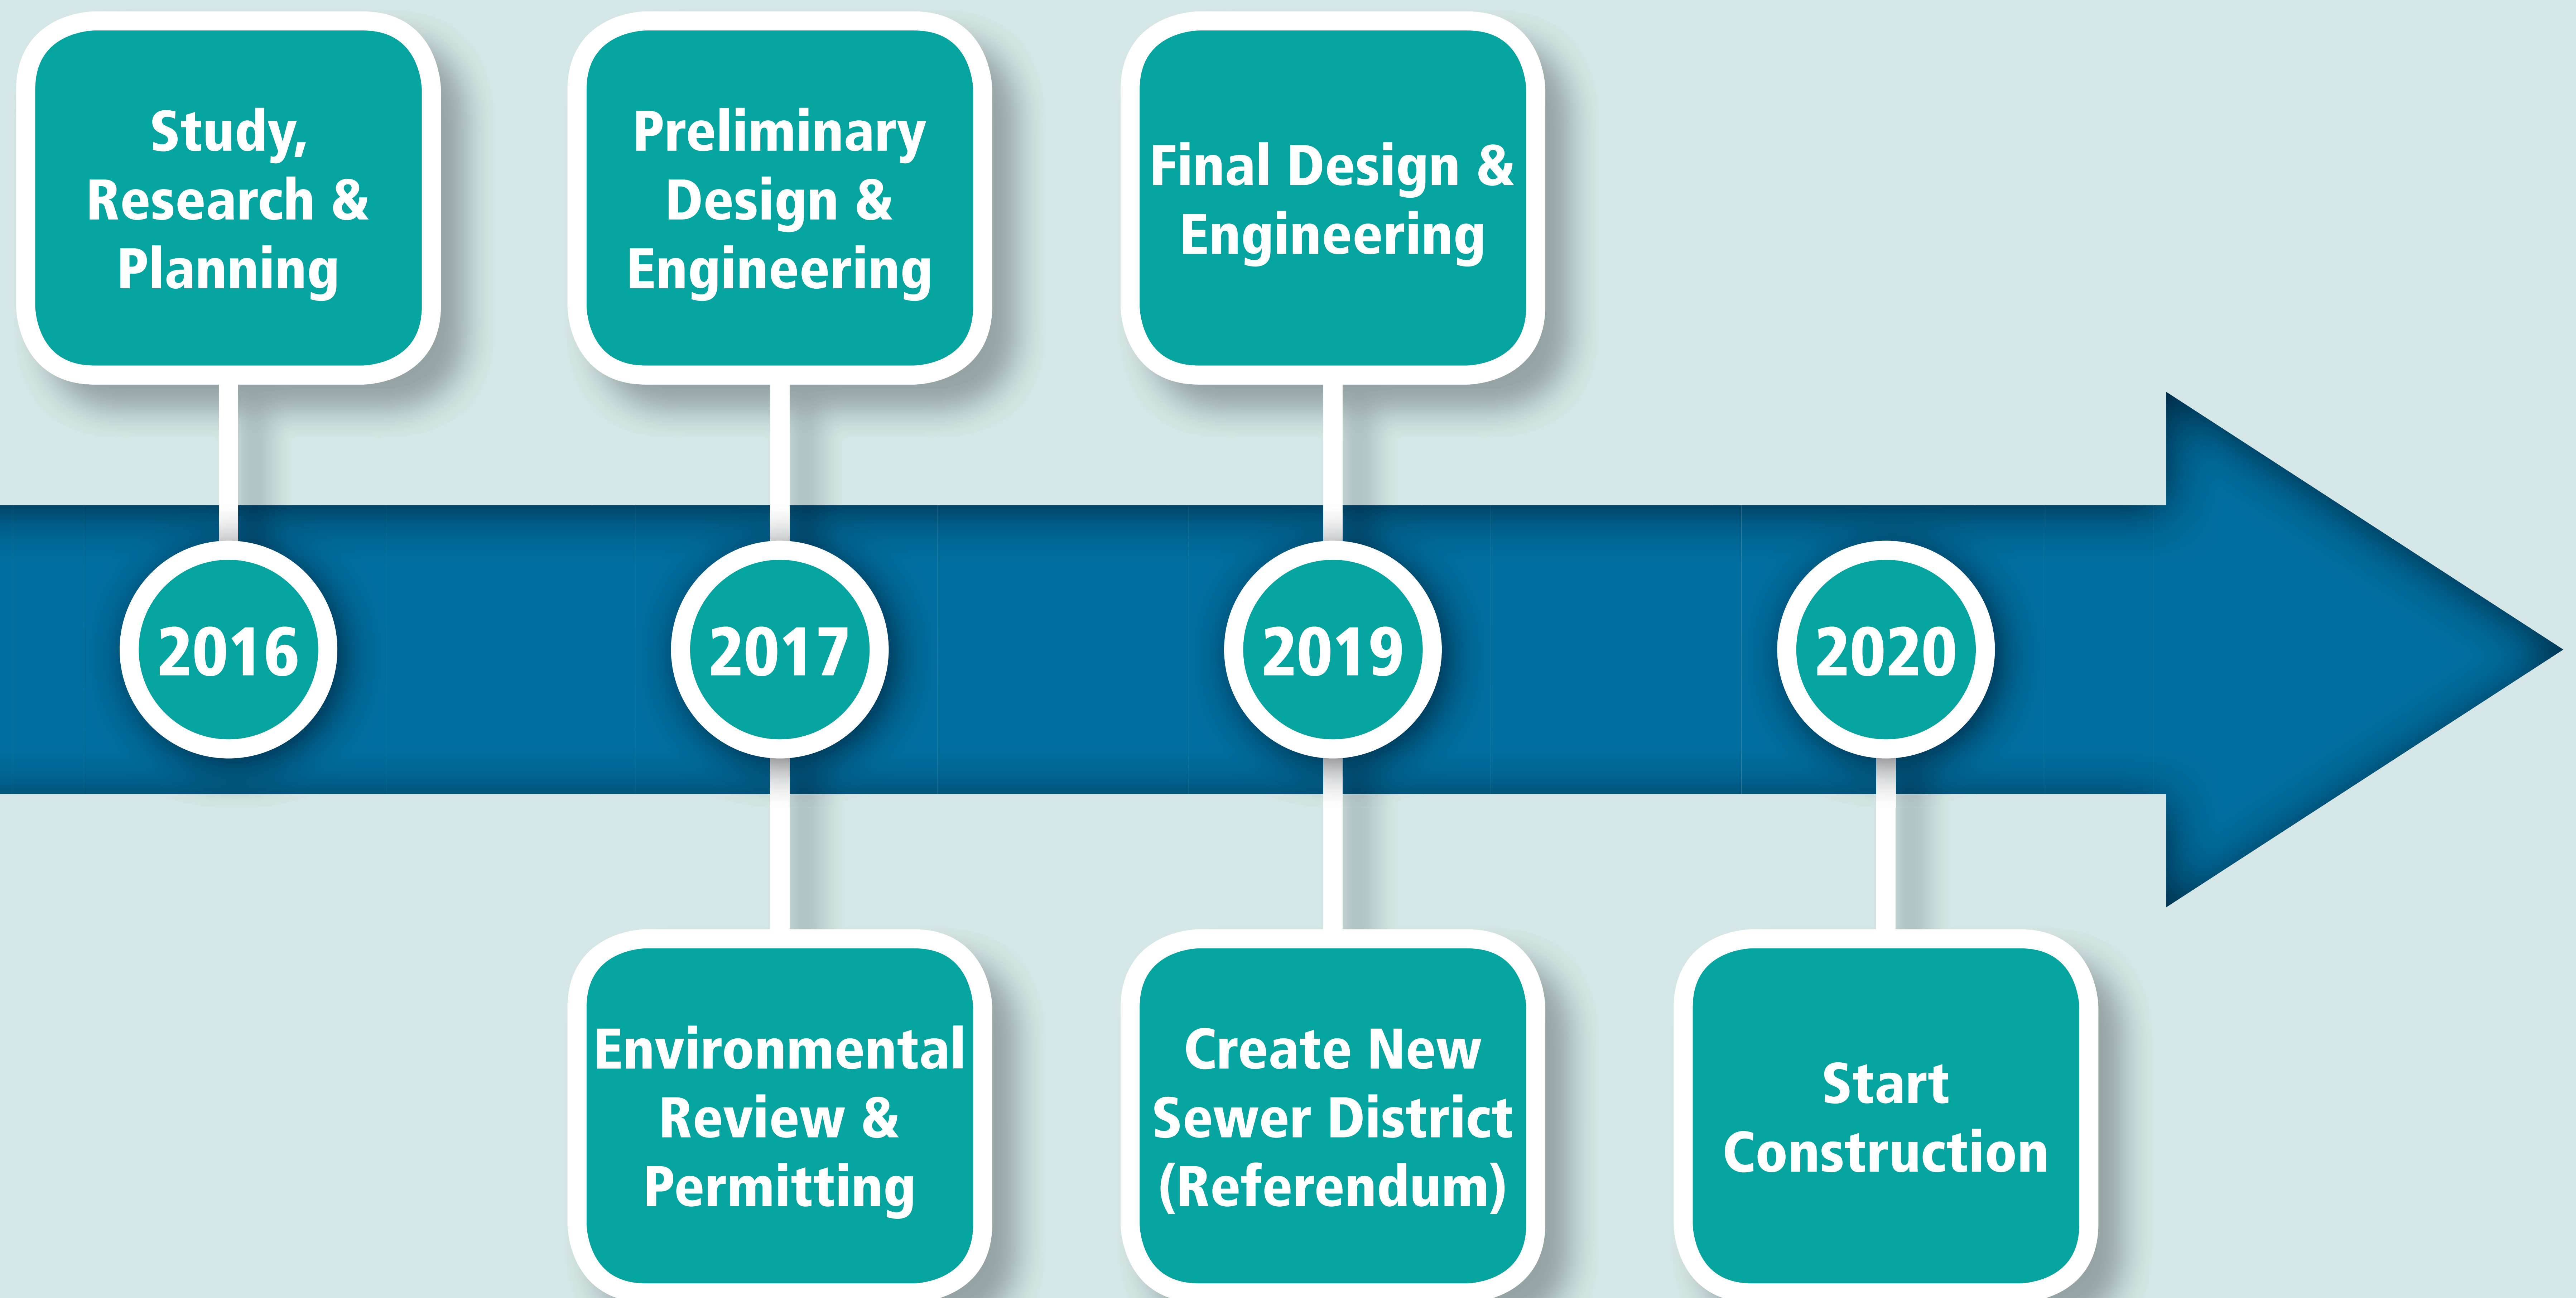 Study,
Research &
Planning
Preliminary
Design &
Engineering
Final Design &
Engineering
2016
2017
2019
2020
Environmental
Review &
Permitting
Create New
Sewer District
(Referendum)
Start
Construction